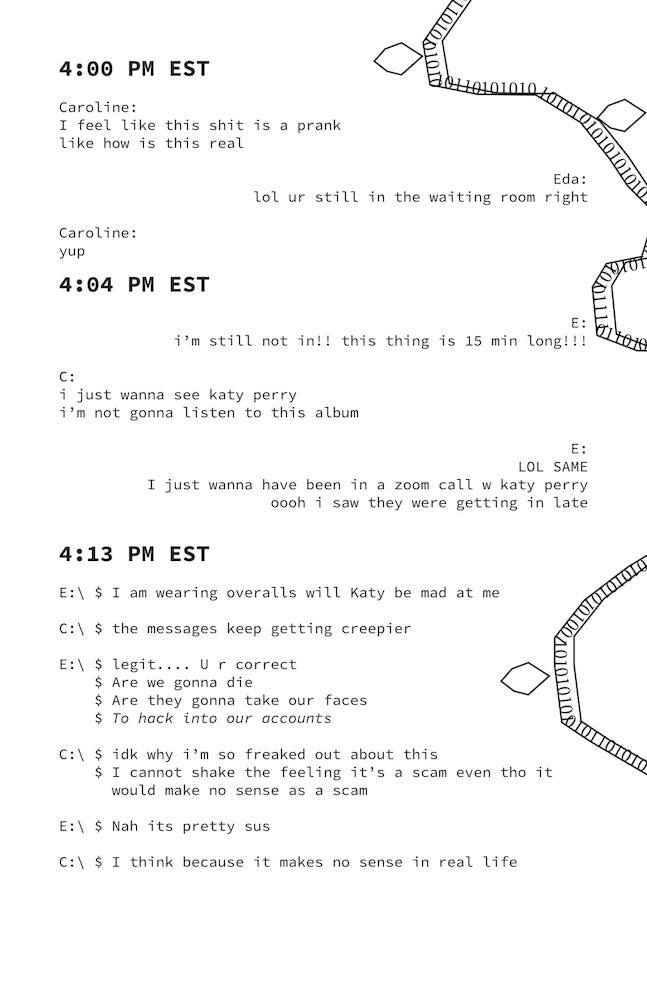 4:00 PM EST
Caroline:
I feel like this shit is a prank
like how is this real
Eda:
lol ur still in the waiting room right
Caroline:
yup
4:04 PM EST
E:
i’m still not in!! this thing is 15 min long!!!
C:
i just wanna see katy perry
i’m not gonna listen to this album
E:
LOL SAME
I just wanna have been in a zoom call w katy perry
oooh i saw they were getting in late
4:13 PM EST
E:\ $ I am wearing overalls will Katy be mad at me
C:\ $ the messages keep getting creepier
E:\ $ legit.... U r correct
$ Are we gonna die
$ Are they gonna take our faces
$ To hack into our accounts
C:\ $ idk why i’m so freaked out about this
$ I cannot shake the feeling it’s a scam even tho it
would make no sense as a scam
E:\ $ Nah its pretty sus
C:\ $ I think because it makes no sense in real life